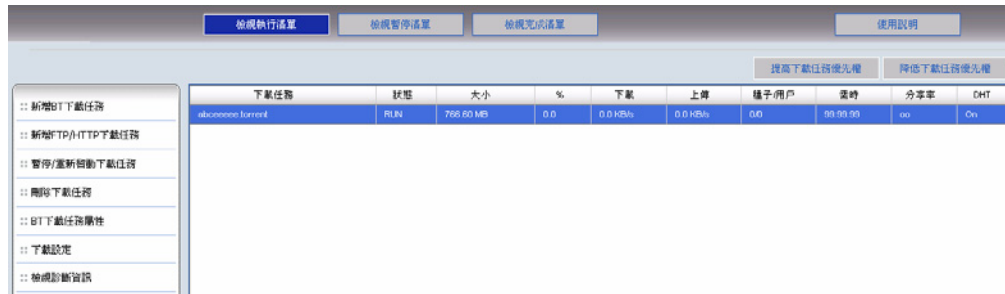 檢視執行清單 檢視暫停清單 檢視完成清單 使用說明
提高下載任務優先權 降低下載任務優先權
:: 新增BT下載任務
:: 新增FTP/HTTP下載任務
:: 暫停/重新啟動下載任務
:: 刪除下載任務
:: BT下載任務屬性
:: 下載設定
:: 檢視診斷資訊
下載任務 狀態 大小 % 下載 上傳 種子/用戶 需時 分享率 DHT
RUN 766.60 MB 0.0 0.0 KB/s 0.0 KB/s 0/0 99:99:99 oo On